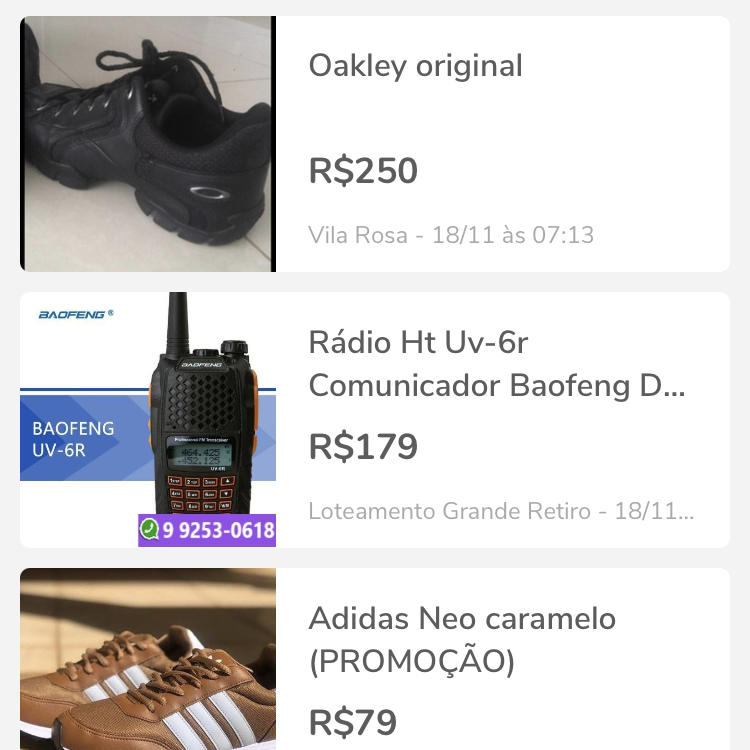 Oakley original
R$250
Vila Rosa - 18/11 às 07:13
BAOFENG®
BAOFENG
UV-6R
BAOFENG
Professional FM Transceiver
464.425
452.125
UV-6R
9 9253-0618
Rádio Ht Uv-6r
Comunicador Baofeng D...
R$179
Loteamento Grande Retiro - 18/11...
Adidas Neo caramelo
(PROMOÇÃO)
R$79